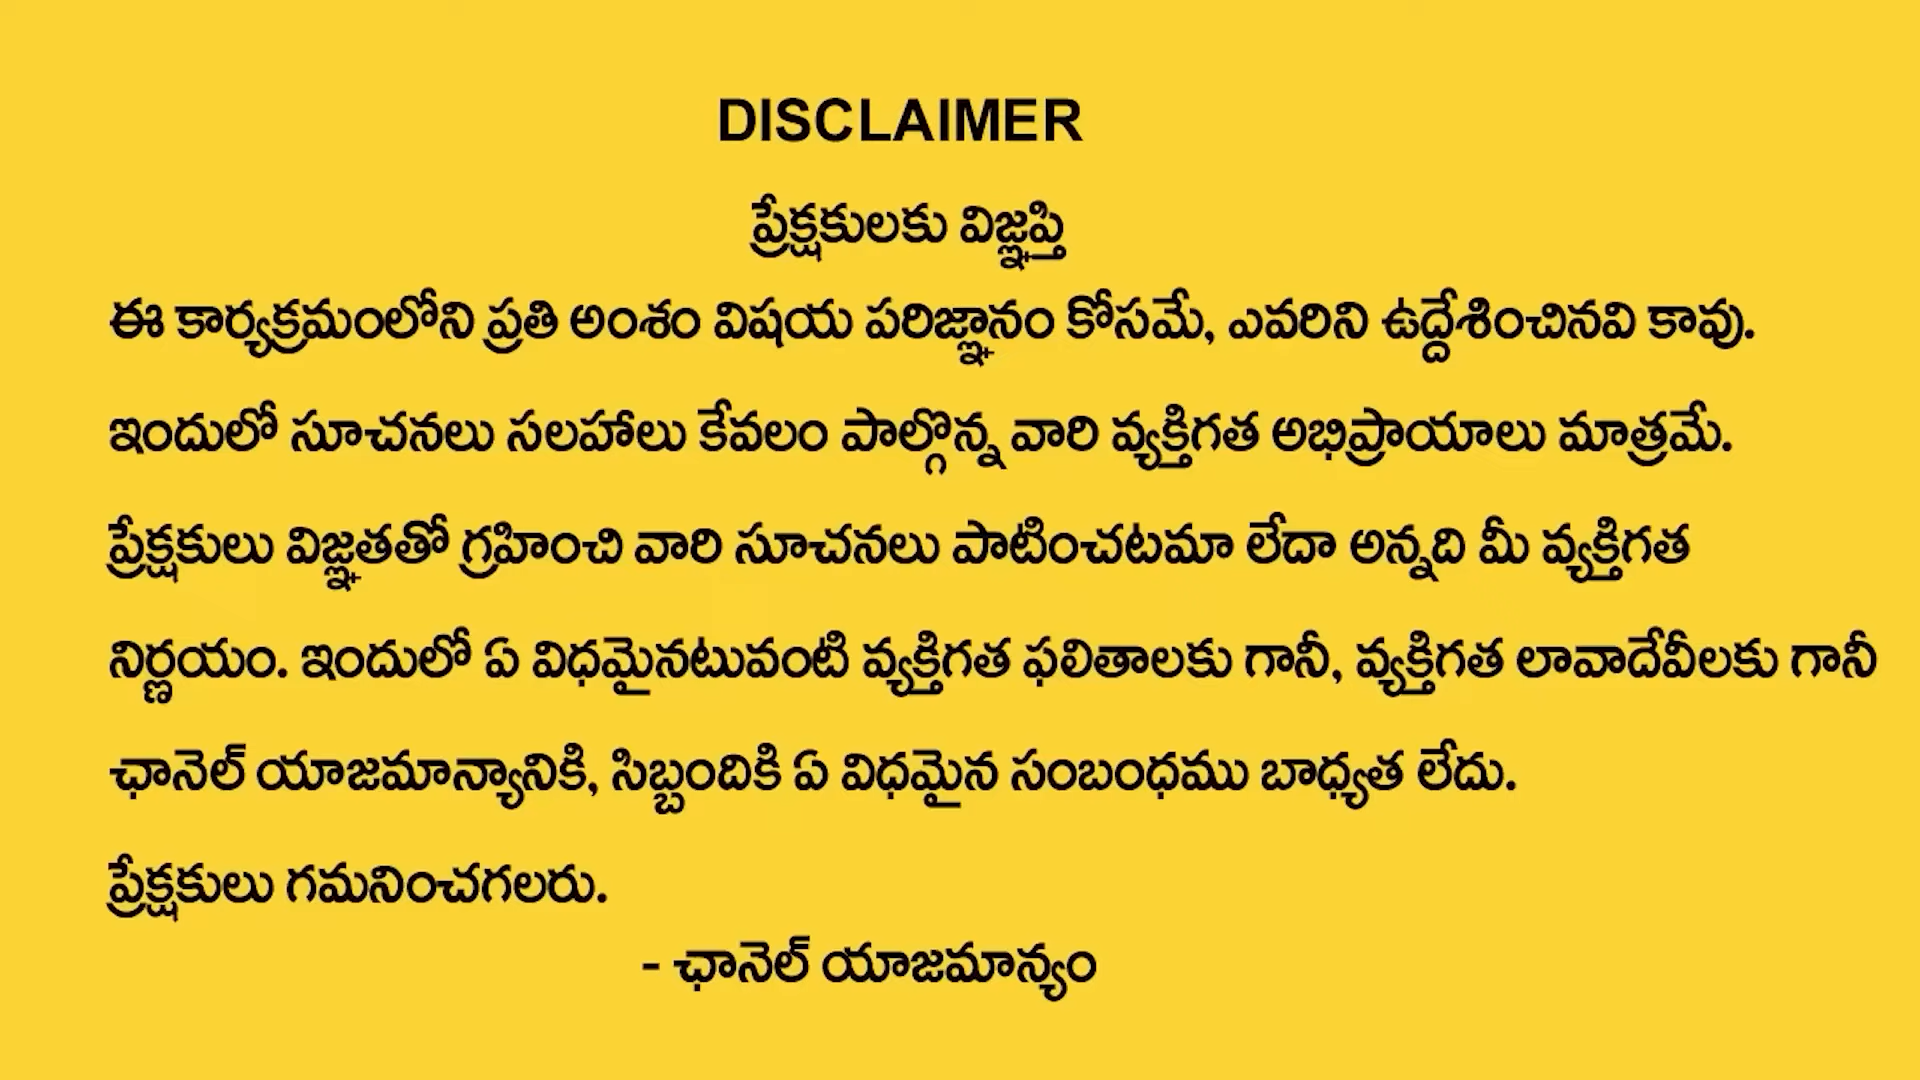 DISCLAIMER
ప్రేక్షకులకు విజ్ఞప్తి
ఈ కార్యక్రమంలోని ప్రతి అంశం విషయ పరిజ్ఞానం కోసమే, ఎవరిని ఉద్దేశించినవి కావు.
ఇందులో సూచనలు సలహాలు కేవలం పాల్గొన్న వారి వ్యక్తిగత అభిప్రాయాలు మాత్రమే.
ప్రేక్షకులు విజ్ఞతతో గ్రహించి వారి సూచనలు పాటించటమా లేదా అన్నది మీ వ్యక్తిగత
నిర్ణయం. ఇందులో ఏ విధమైనటువంటి వ్యక్తిగత ఫలితాలకు గానీ, వ్యక్తిగత లావాదేవీలకు గానీ
ఛానెల్ యాజమాన్యానికి, సిబ్బందికి ఏ విధమైన సంబంధము బాధ్యత లేదు.
ప్రేక్షకులు గమనించగలరు.
- ఛానెల్ యాజమాన్యం